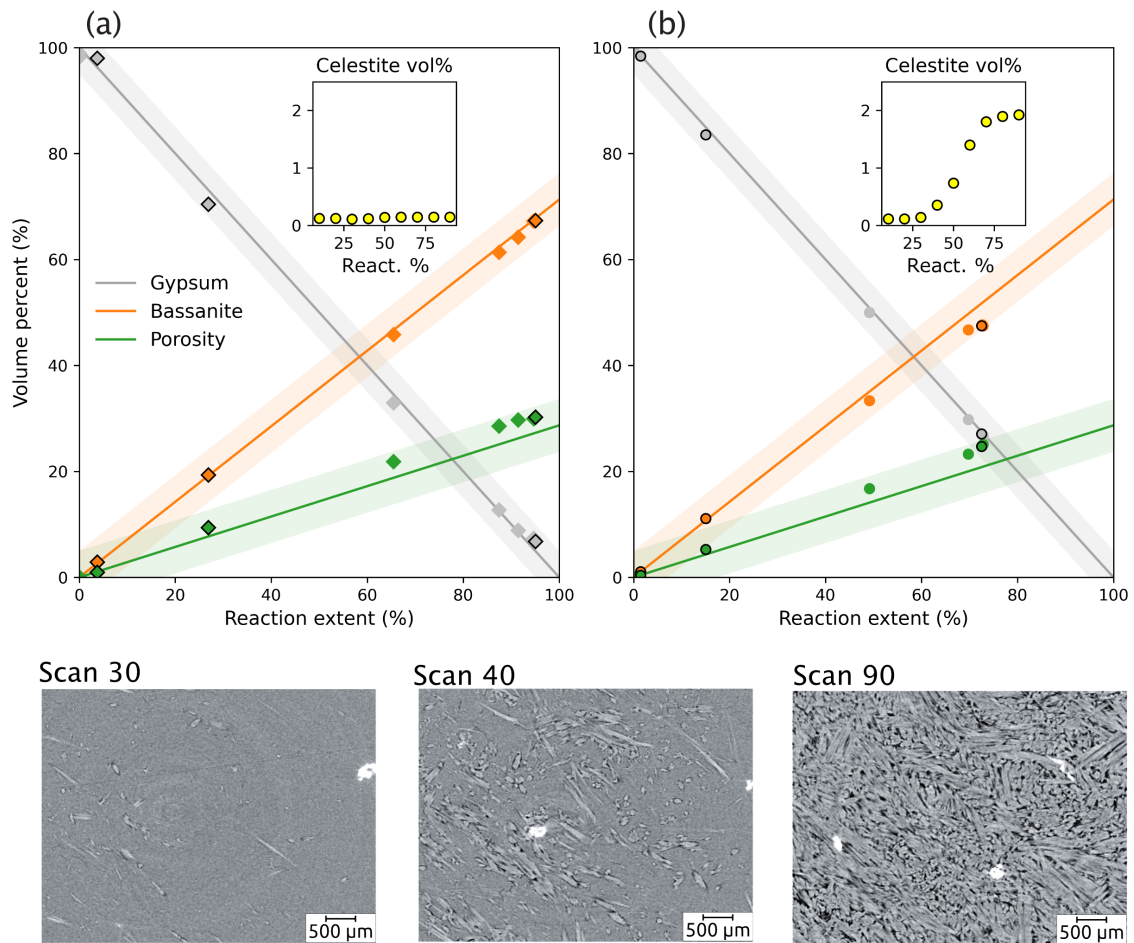 (a)
(b)
100
80
60
40
20
0
Volume percent (%)
Celestite vol%
2
1
0
25
50
75
React. %
Gypsum
Bassanite
Porosity
0
20
40
60
80
100
Reaction extent (%)
100
80
60
40
20
0
Celestite vol%
2
1
0
25
50
75
React. %
0
20
40
60
80
100
Reaction extent (%)
Scan 30
500 μm
Scan 40
500 μm
Scan 90
500 μm